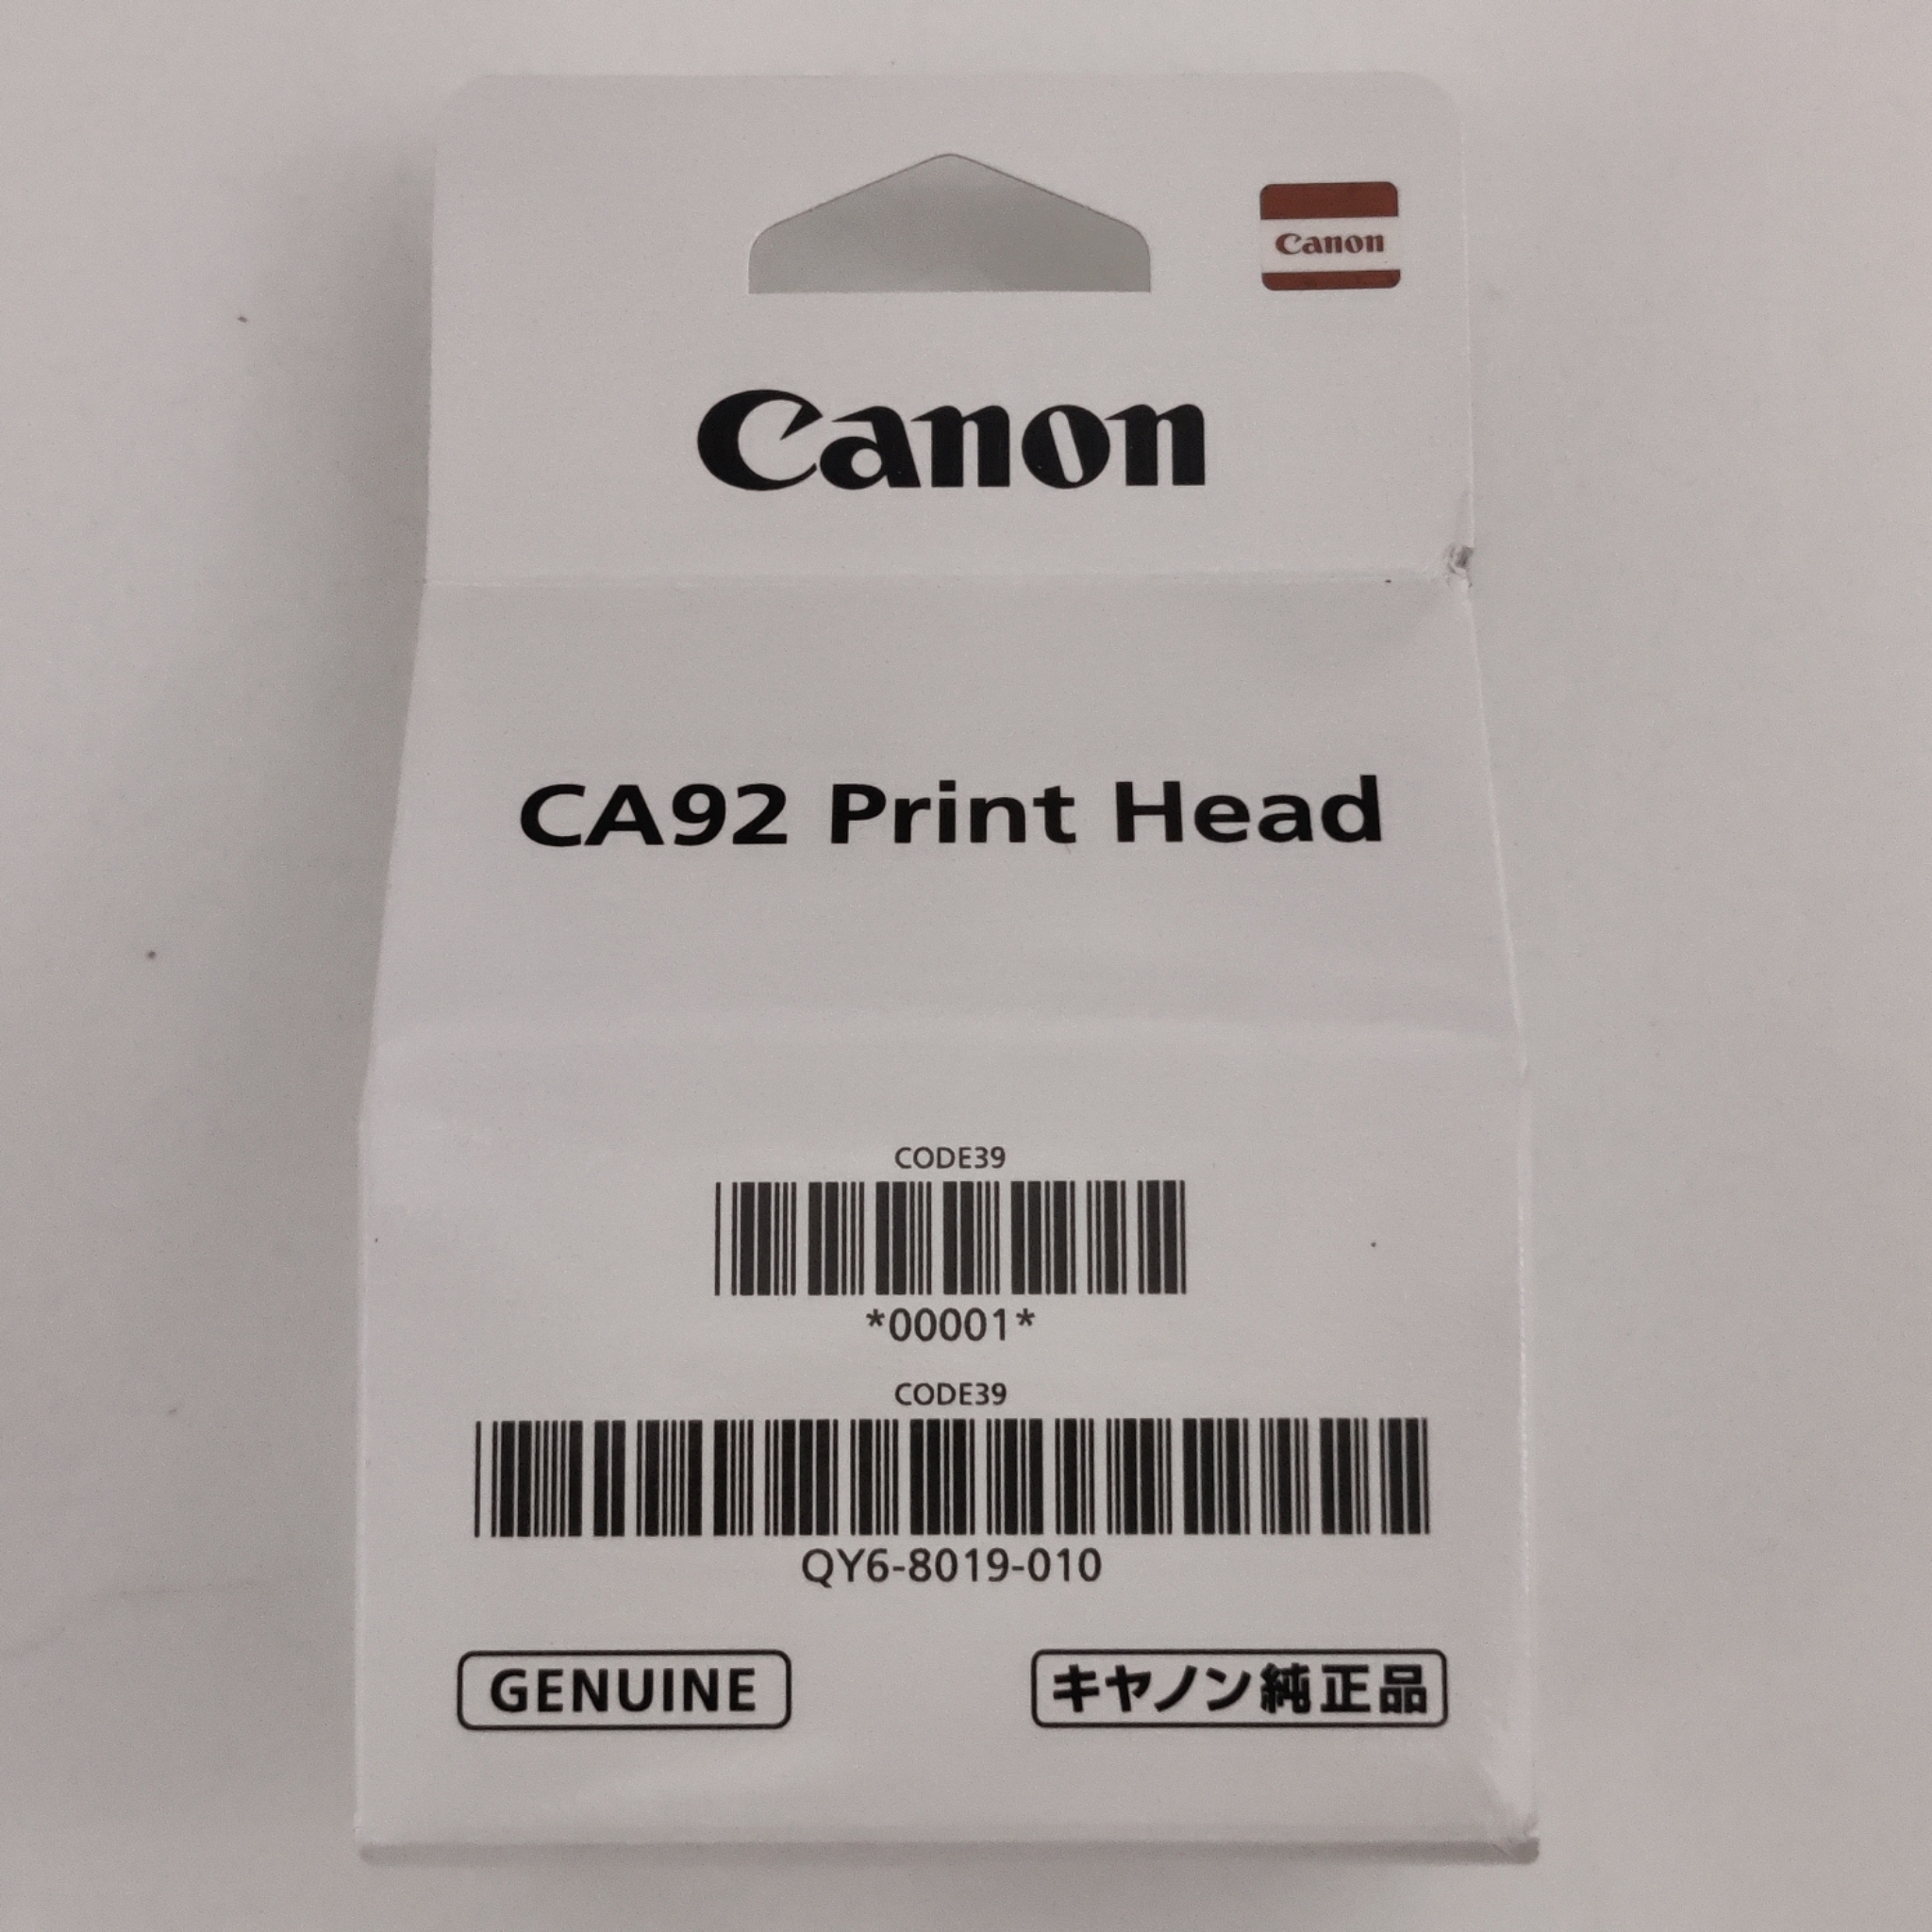 Canon
Canon
CA92 Print Head
CODE39
*00001*
CODE39
QY6-8019-010
GENUINE
キヤノン純正品